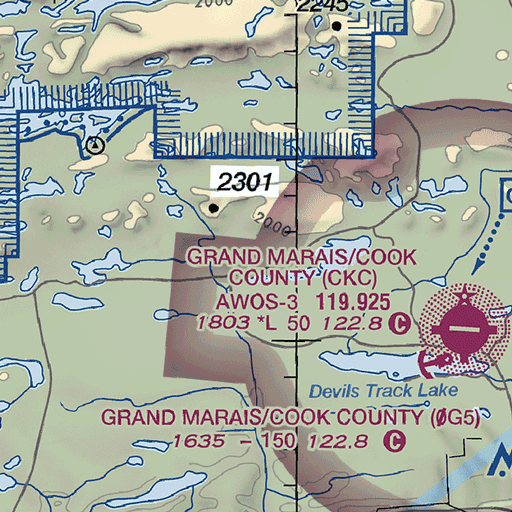 2245
2000
2301
2000
GRAND MARAIS/COOK
COUNTY (CKC)
AWOS-3 119.925
1803 *L 50 122.8 C
Devils Track Lake
GRAND MARAIS/COOK COUNTY (ØG5)
1635 – 150 122.8 C